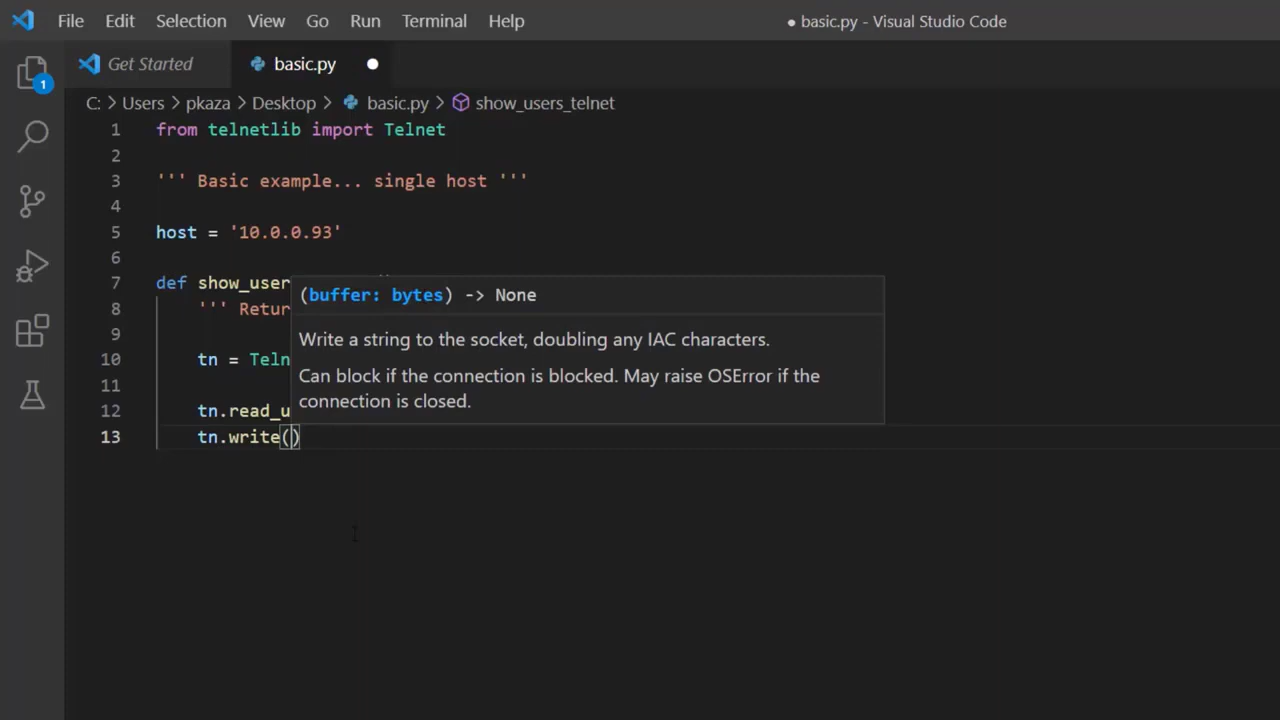 File Edit Selection View Go Run Terminal Help ● basic.py - Visual Studio Code
Get Started basic.py ●
C: > Users > pkaza > Desktop > basic.py > show_users_telnet
1 from telnetlib import Telnet
2
3 ''' Basic example... single host '''
4
5 host = '10.0.0.93'
6
7 def show_user
(buffer: bytes) -> None
8 ''' Retur
9
Write a string to the socket, doubling any IAC characters.
10 tn = Teln
Can block if the connection is blocked. May raise OSError if the
11
connection is closed.
12 tn.read_u
13 tn.write()
1